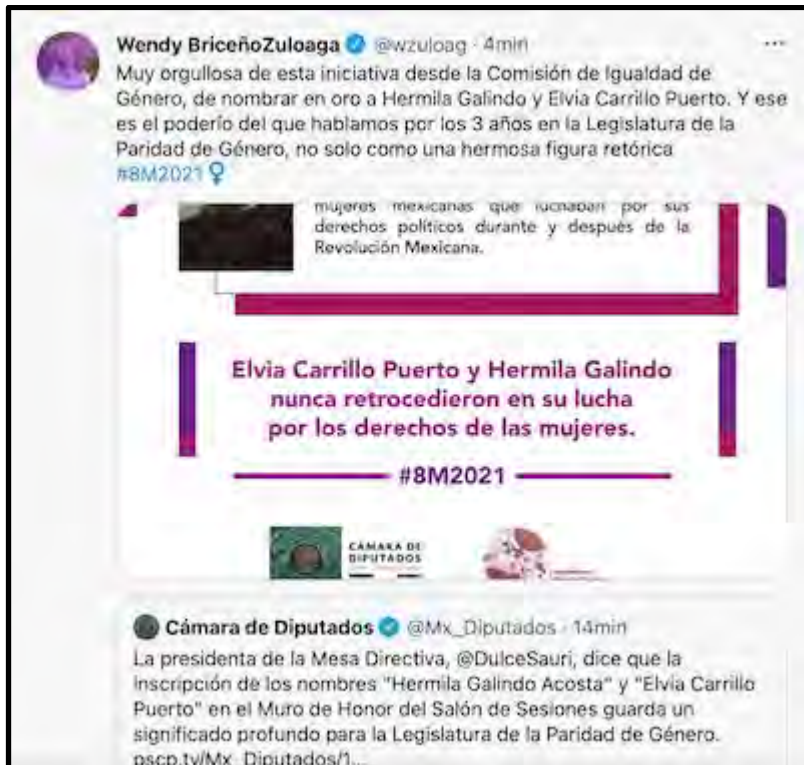 Wendy BriceñoZuloaga @wzuloag · 4min
Muy orgullosa de esta iniciativa desde la Comisión de Igualdad de
Género, de nombrar en oro a Hermila Galindo y Elvia Carrillo Puerto. Y ese
es el poderío del que hablamos por los 3 años en la Legislatura de la
Paridad de Género, no solo como una hermosa figura retórica
#8M2021
mujeres mexicanas que luchaban por sus
derechos políticos durante y después de la
Revolución Mexicana.
Elvia Carrillo Puerto y Hermila Galindo
nunca retrocedieron en su lucha
por los derechos de las mujeres.
#8M2021
CÁMARA DE
DIPUTADOS
Cámara de Diputados @Mx_Diputados · 14min
La presidenta de la Mesa Directiva, @DulceSauri, dice que la
inscripción de los nombres "Hermila Galindo Acosta" y "Elvia Carrillo
Puerto" en el Muro de Honor del Salón de Sesiones guarda un
significado profundo para la Legislatura de la Paridad de Género.
pscp.tv/Mx_Diputados/1...